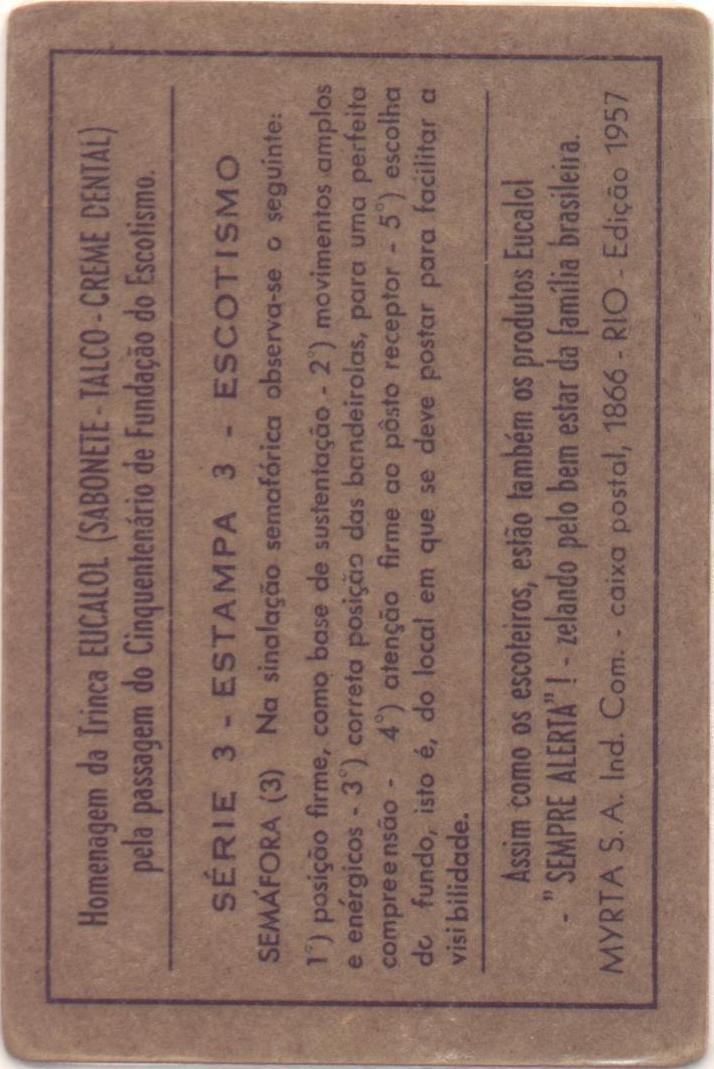 Homenagem da Trinca EUCALOL (SABONETE - TALCO - CREME DENTAL)
pela passagem do Cinquentenário de Fundação do Escotismo.
SÉRIE 3 - ESTAMPA 3 - ESCOTISMO
SEMÁFORA (3) Na sinalação semafórica observa-se o seguinte:
1°) posição firme, como base de sustentação - 2°) movimentos amplos
e enérgicos - 3°) correta posição das bandeirolas, para uma perfeita
compreensão - 4°) atenção firme ao pôsto receptor - 5°) escolha
do fundo, isto é, do local em que se deve postar para facilitar a
visibilidade.
Assim como os escoteiros, estão também os produtos Eucalol
- "SEMPRE ALERTA" ! - zelando pelo bem estar da família brasileira.
MYRTA S. A. Ind. Com. - caixa postal, 1866 - RIO - Edição 1957